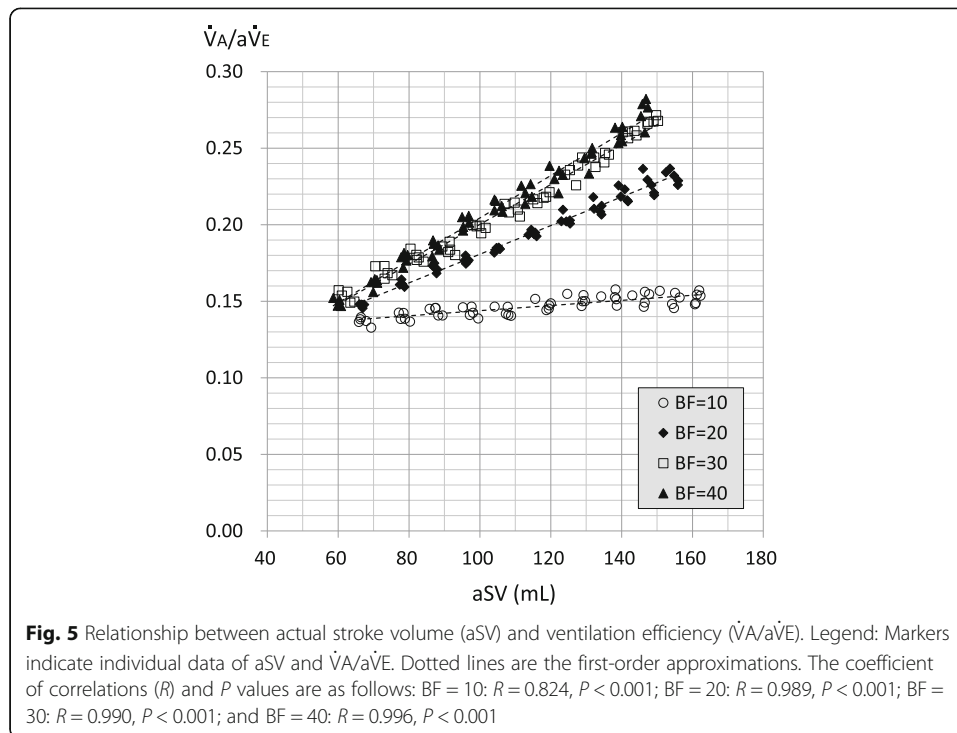 V̇A/aV̇E
0.30
0.25
0.20
0.15
0.10
0.05
0.00
BF=10
BF=20
BF=30
BF=40
40 60 80 100 120 140 160 180
aSV (mL)
Fig. 5 Relationship between actual stroke volume (aSV) and ventilation efficiency (V̇A/aV̇E). Legend: Markers
indicate individual data of aSV and V̇A/aV̇E. Dotted lines are the first-order approximations. The coefficient
of correlations (R) and P values are as follows: BF = 10: R = 0.824, P < 0.001; BF = 20: R = 0.989, P < 0.001; BF =
30: R = 0.990, P < 0.001; and BF = 40: R = 0.996, P < 0.001